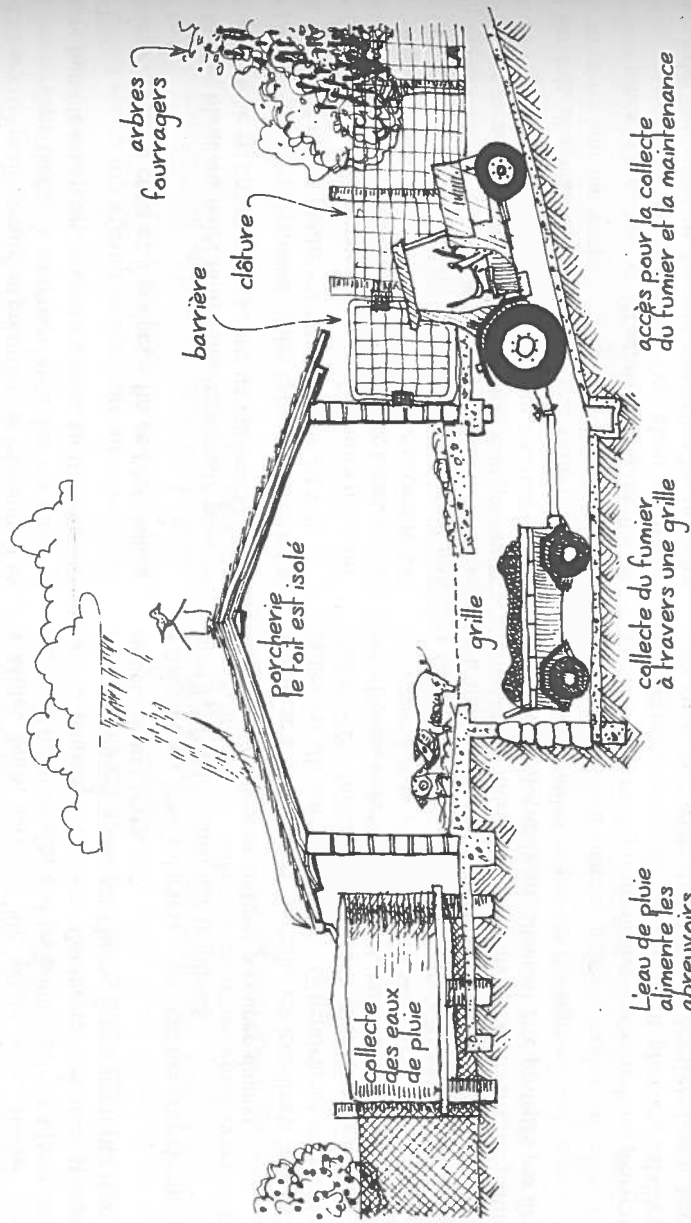 arbres
fourragers
clôture
barrière
porcherie
le toit est isolé
collecte
des eaux
de pluie
grille
L'eau de pluie
alimente les
abreuvoirs
collecte du fumier
à travers une grille
accès pour la collecte
du fumier et la maintenance